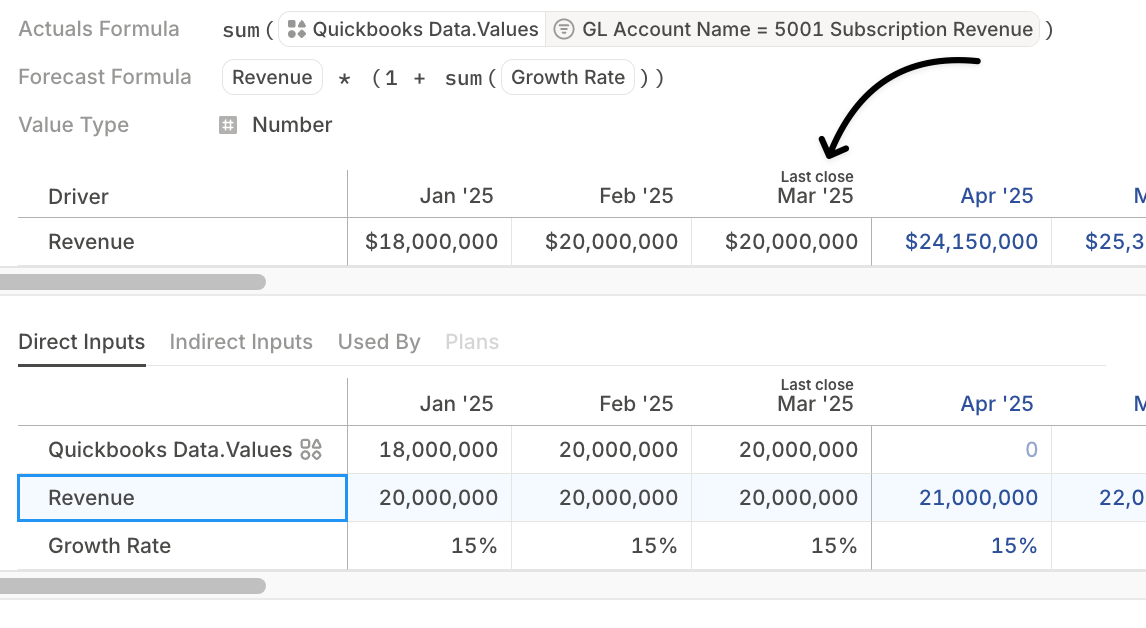 Actuals Formula sum ( Quickbooks Data.Values GL Account Name = 5001 Subscription Revenue )
Forecast Formula Revenue * (1 + sum( Growth Rate ))
Value Type Number
Last close
Driver Jan '25 Feb '25 Mar '25 Apr '25 M
Revenue $18,000,000 $20,000,000 $20,000,000 $24,150,000 $25,3
Direct Inputs Indirect Inputs Used By Plans
Last close
Jan '25 Feb '25 Mar '25 Apr '25 M
Quickbooks Data.Values 18,000,000 20,000,000 20,000,000 0
Revenue 20,000,000 20,000,000 20,000,000 21,000,000 22,0
Growth Rate 15% 15% 15% 15%